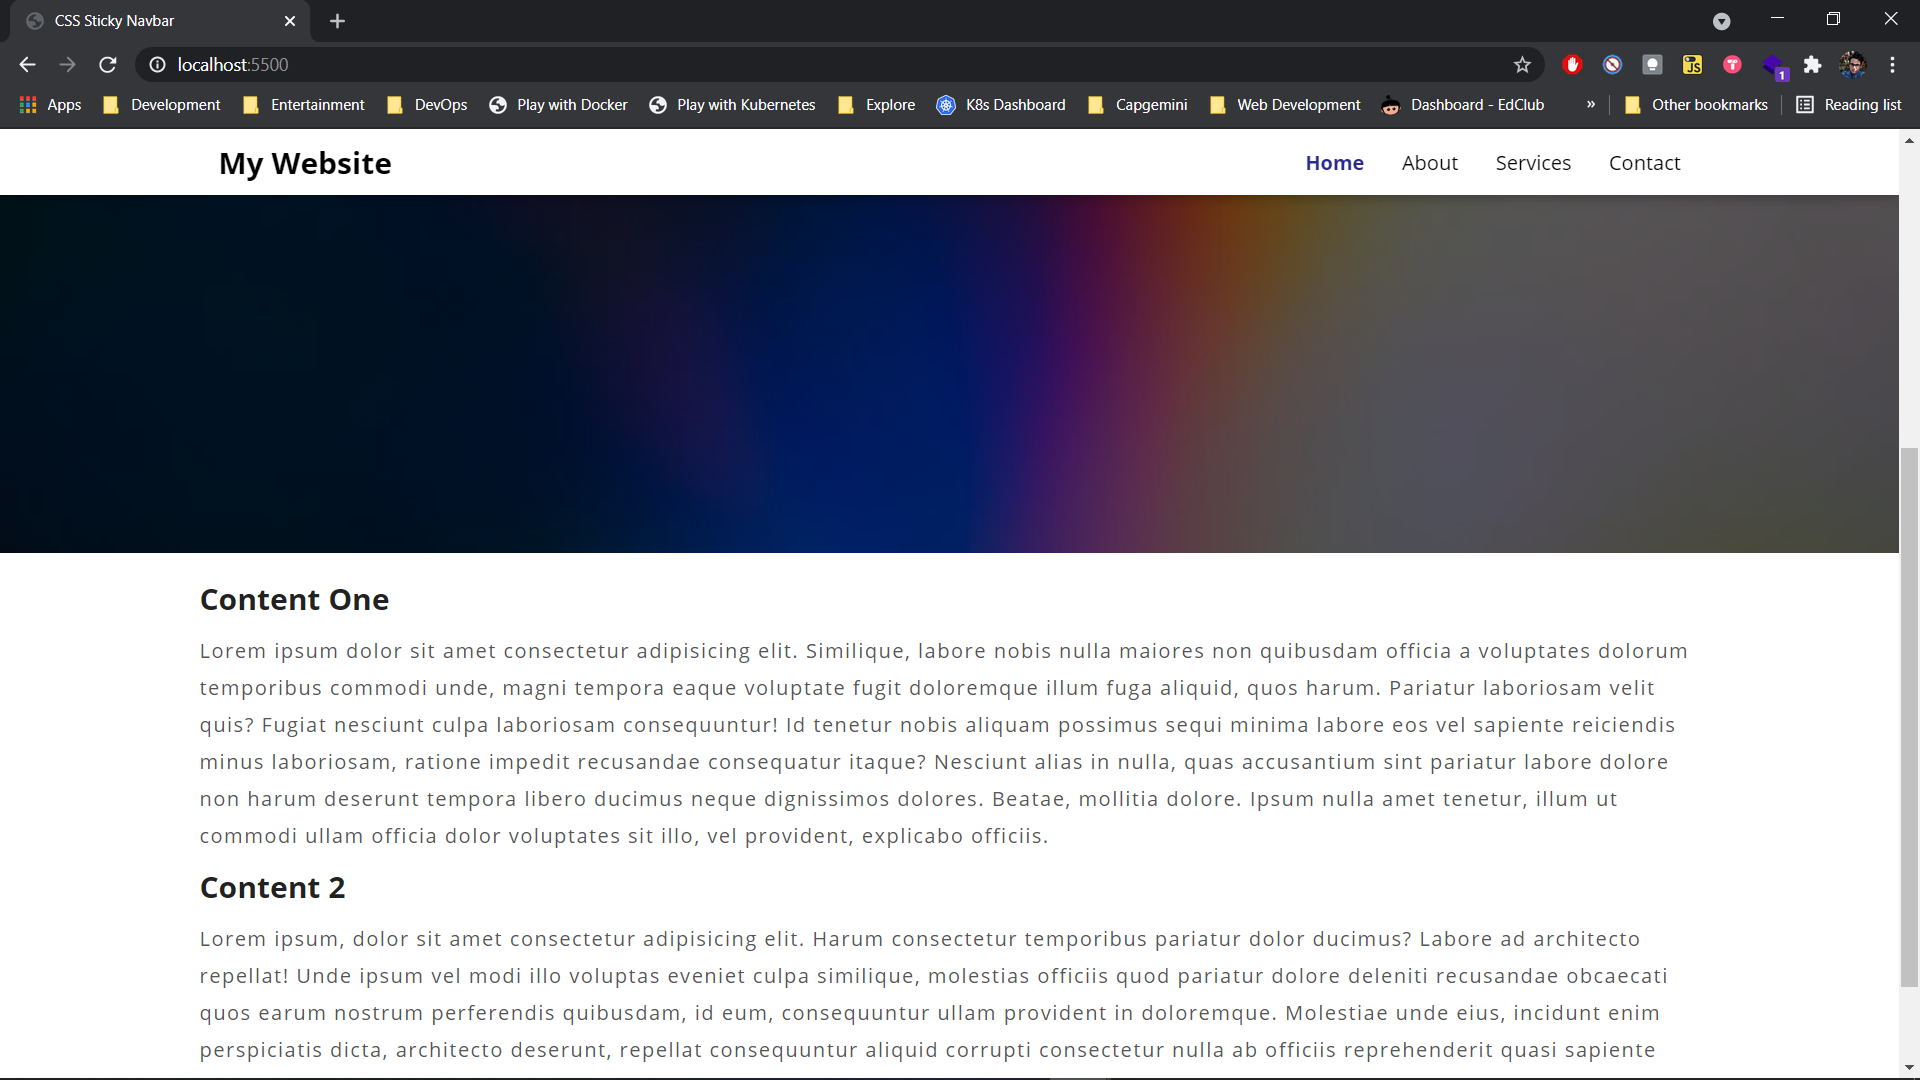 CSS Sticky Navbar
localhost:5500
JS
1
Apps Development Entertainment DevOps Play with Docker Play with Kubernetes Explore K8s Dashboard Capgemini Web Development Dashboard - EdClub » Other bookmarks Reading list
My Website Home About Services Contact
Content One
Lorem ipsum dolor sit amet consectetur adipisicing elit. Similique, labore nobis nulla maiores non quibusdam officia a voluptates dolorum
temporibus commodi unde, magni tempora eaque voluptate fugit doloremque illum fuga aliquid, quos harum. Pariatur laboriosam velit
quis? Fugiat nesciunt culpa laboriosam consequuntur! Id tenetur nobis aliquam possimus sequi minima labore eos vel sapiente reiciendis
minus laboriosam, ratione impedit recusandae consequatur itaque? Nesciunt alias in nulla, quas accusantium sint pariatur labore dolore
non harum deserunt tempora libero ducimus neque dignissimos dolores. Beatae, mollitia dolore. Ipsum nulla amet tenetur, illum ut
commodi ullam officia dolor voluptates sit illo, vel provident, explicabo officiis.
Content 2
Lorem ipsum, dolor sit amet consectetur adipisicing elit. Harum consectetur temporibus pariatur dolor ducimus? Labore ad architecto
repellat! Unde ipsum vel modi illo voluptas eveniet culpa similique, molestias officiis quod pariatur dolore deleniti recusandae obcaecati
quos earum nostrum perferendis quibusdam, id eum, consequuntur ullam provident in doloremque. Molestiae unde eius, incidunt enim
perspiciatis dicta, architecto deserunt, repellat consequuntur aliquid corrupti consectetur nulla ab officiis reprehenderit quasi sapiente